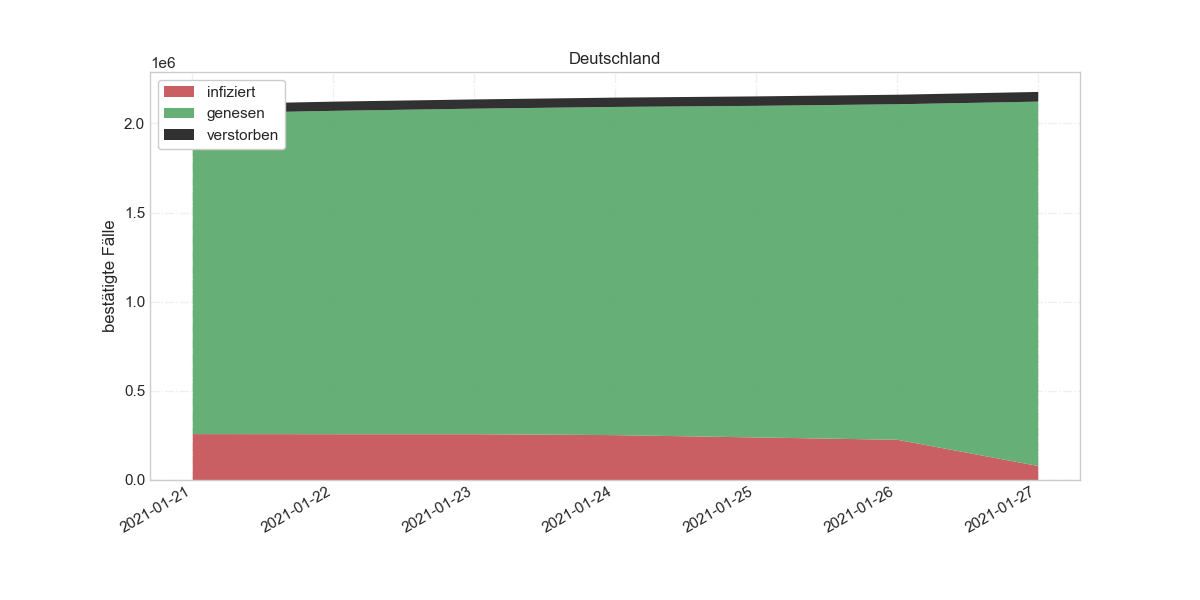 Deutschland
1e6
infiziert
genesen
verstorben
bestätigte Fälle
2.0
1.5
1.0
0.5
0.0
2021-01-21
2021-01-22
2021-01-23
2021-01-24
2021-01-25
2021-01-26
2021-01-27